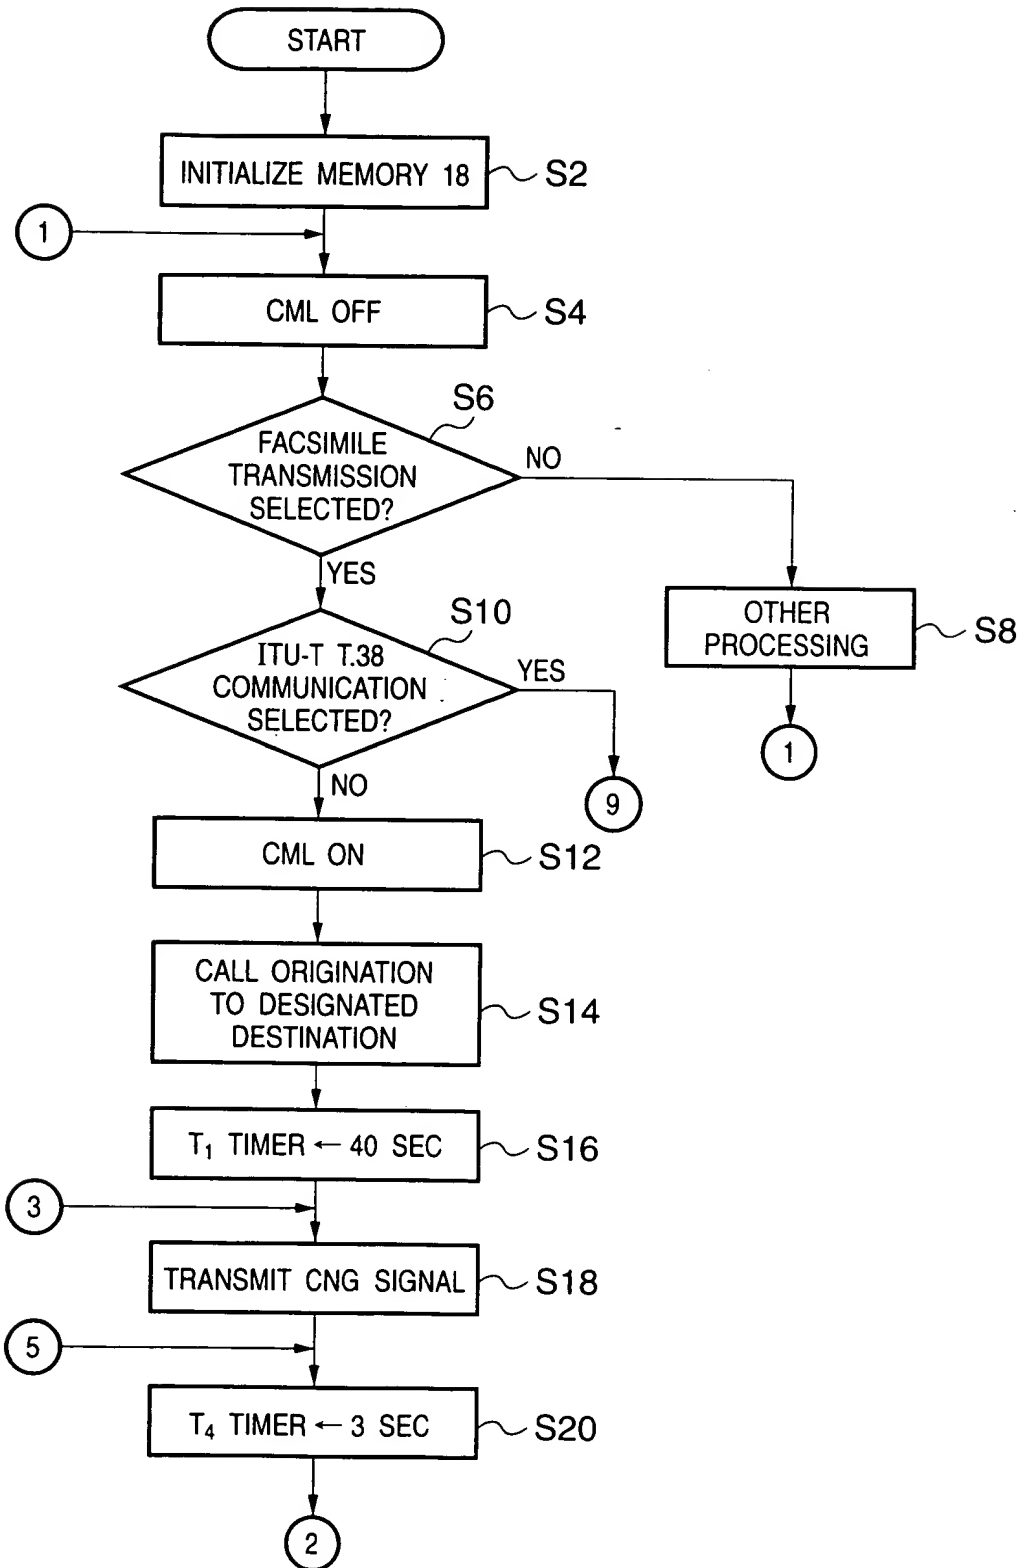 START
INITIALIZE MEMORY 18
S2
1
CML OFF
S4
S6
FACSIMILE
TRANSMISSION
SELECTED?
NO
YES
OTHER
PROCESSING
S8
S10
ITU-T T.38
COMMUNICATION
SELECTED?
YES
1
NO
9
CML ON
S12
CALL ORIGINATION
TO DESIGNATED
DESTINATION
S14
T₁ TIMER ← 40 SEC
S16
3
TRANSMIT CNG SIGNAL
S18
5
T₄ TIMER ← 3 SEC
S20
2